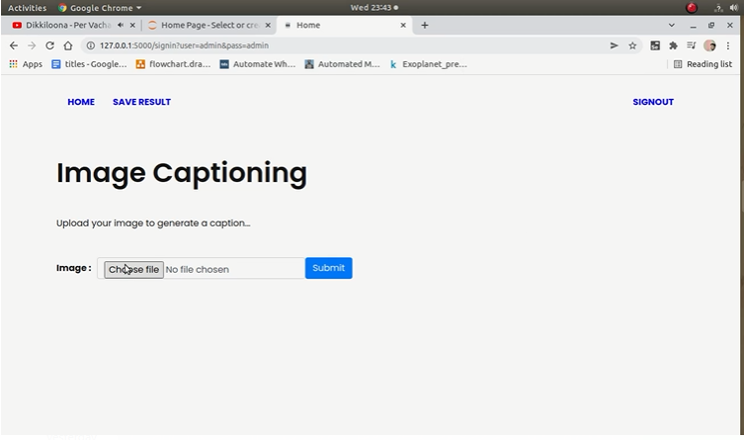 Activities Google Chrome Wed 23:43
Dikkiloona - Per Vacha Home Page - Select or cre Home
127.0.0.1:5000/signin?user=admin&pass=admin
Apps titles - Google... flowchart.dra... Automate Wh... Automated M... Exoplanet_pre... Reading list
HOME SAVE RESULT SIGNOUT
Image Captioning
Upload your image to generate a caption...
Image : Choose file No file chosen Submit